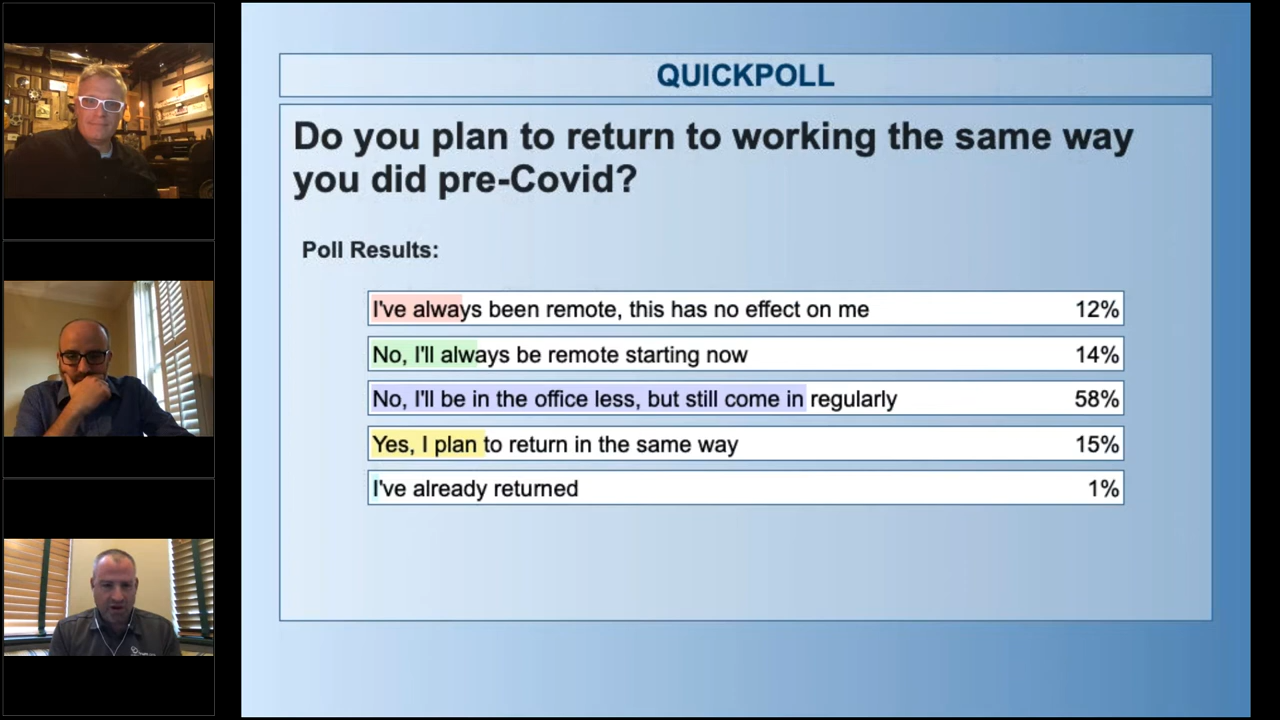 QUICKPOLL
Do you plan to return to working the same way
you did pre-Covid?
Poll Results:
I've always been remote, this has no effect on me 12%
No, I'll always be remote starting now 14%
No, I'll be in the office less, but still come in regularly 58%
Yes, I plan to return in the same way 15%
I've already returned 1%